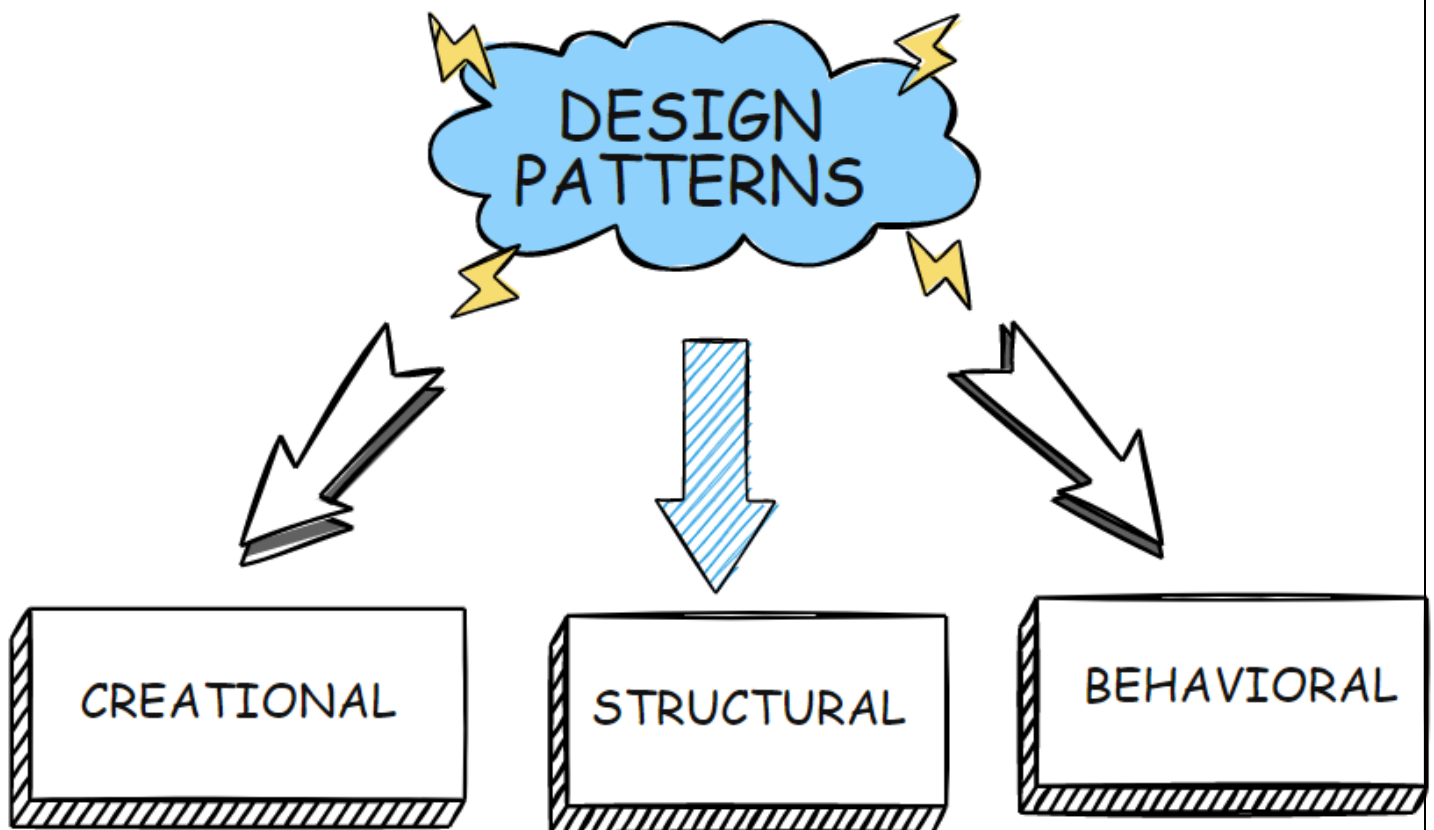 DESIGN
PATTERNS
CREATIONAL
STRUCTURAL
BEHAVIORAL